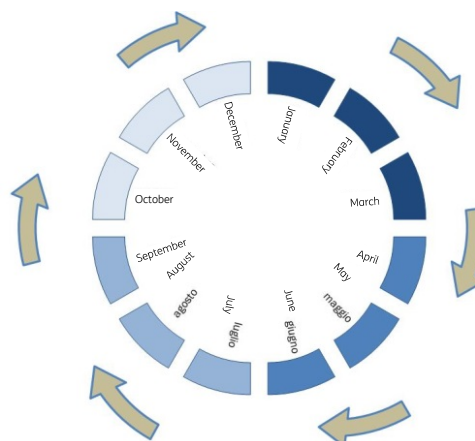 January
February
March
April
May
maggio
June
giugno
July
luglio
August
agosto
September
October
November
December